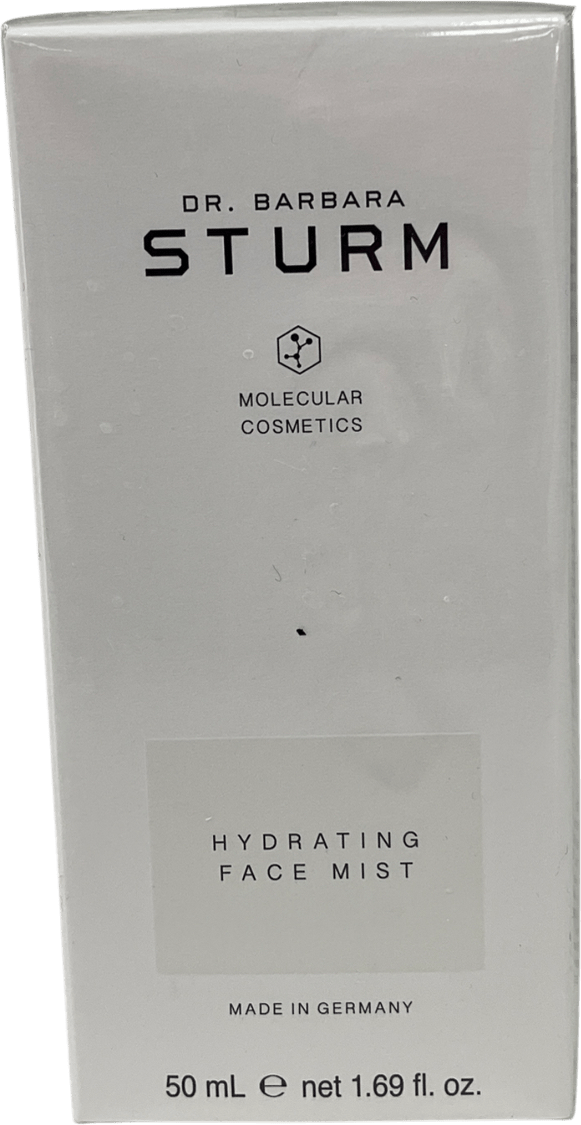 DR. BARBARA
STURM
MOLECULAR
COSMETICS
HYDRATING
FACE MIST
MADE IN GERMANY
50 mL ℮ net 1.69 fl. oz.